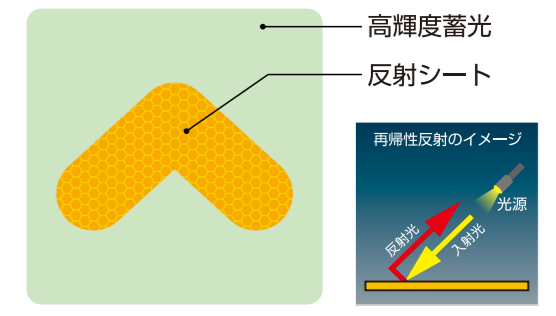 高輝度蓄光
反射シート
再帰性反射のイメージ
光源
反射光
入射光